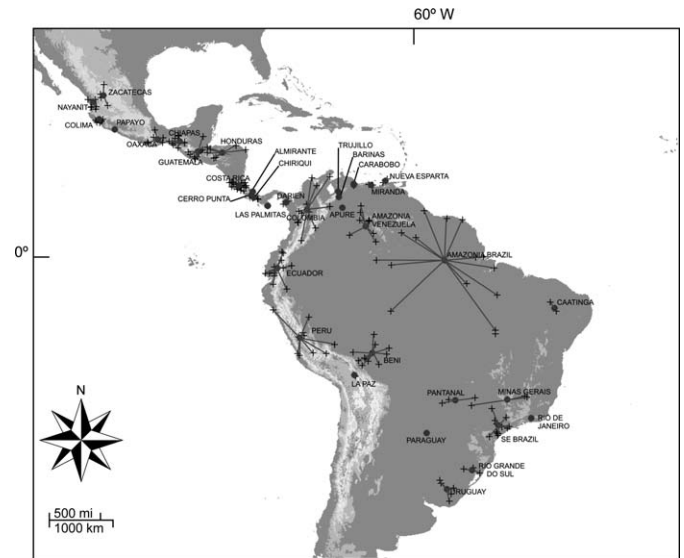 60º W
ZACATECAS
NAYANIT
COLIMA
PAPAYO
CHIAPAS
OAXACA
HONDURAS
GUATEMALA
ALMIRANTE
CHIRIQUI
TRUJILLO
BARINAS
CARABOBO
COSTA RICA
NUEVA ESPARTA
MIRANDA
CERRO PUNTA
DARIEN
LAS PALMITAS
COLOMBIA
APURE
AMAZONIA
VENEZUELA
0º
AMAZONIA BRAZIL
ECUADOR
CAATINGA
PERU
BENI
LA PAZ
PANTANAL
MINAS GERAIS
N
RIO DE
JANEIRO
PARAGUAY
SE BRAZIL
RIO GRANDE
DO SUL
URUGUAY
500 mi
1000 km